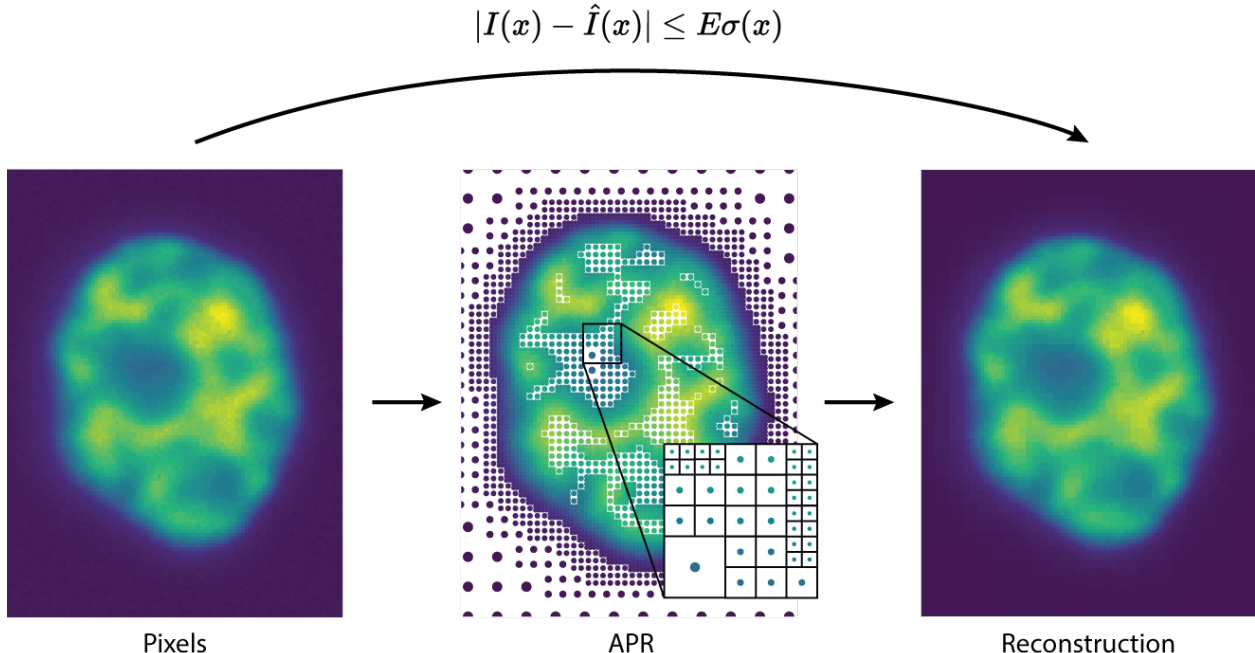 |I(x) − Î(x)| ≤ Eσ(x)
Pixels
APR
Reconstruction